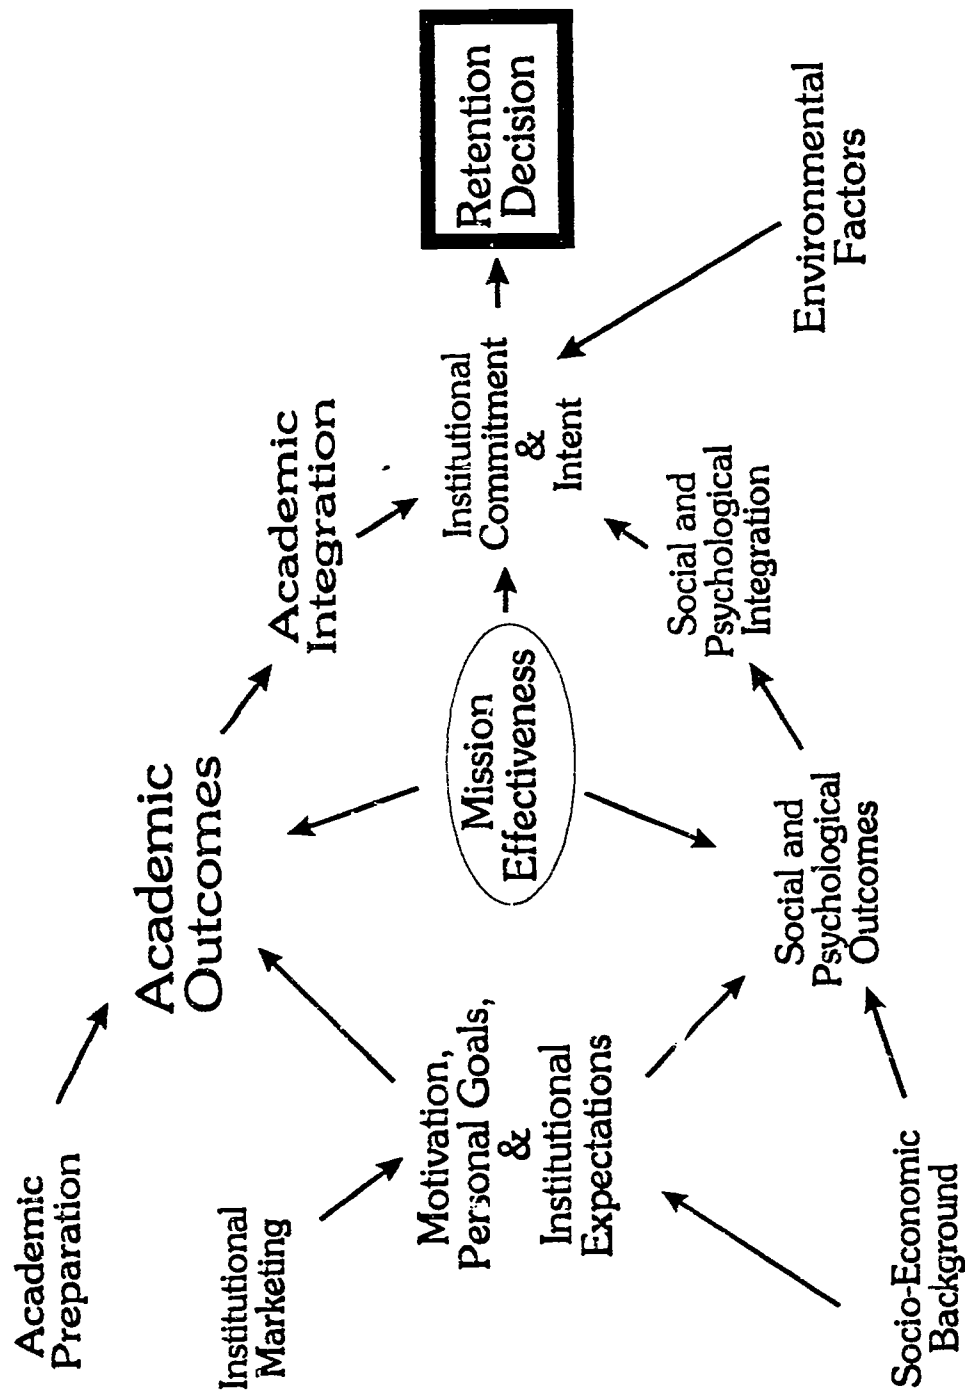 Academic
Preparation
Institutional
Marketing
Socio-Economic
Background
Motivation,
Personal Goals,
&
Institutional
Expectations
Academic
Outcomes
Mission
Effectiveness
Social and
Psychological
Outcomes
Academic
Integration
Social and
Psychological
Integration
Institutional
Commitment
&
Intent
Environmental
Factors
Retention
Decision